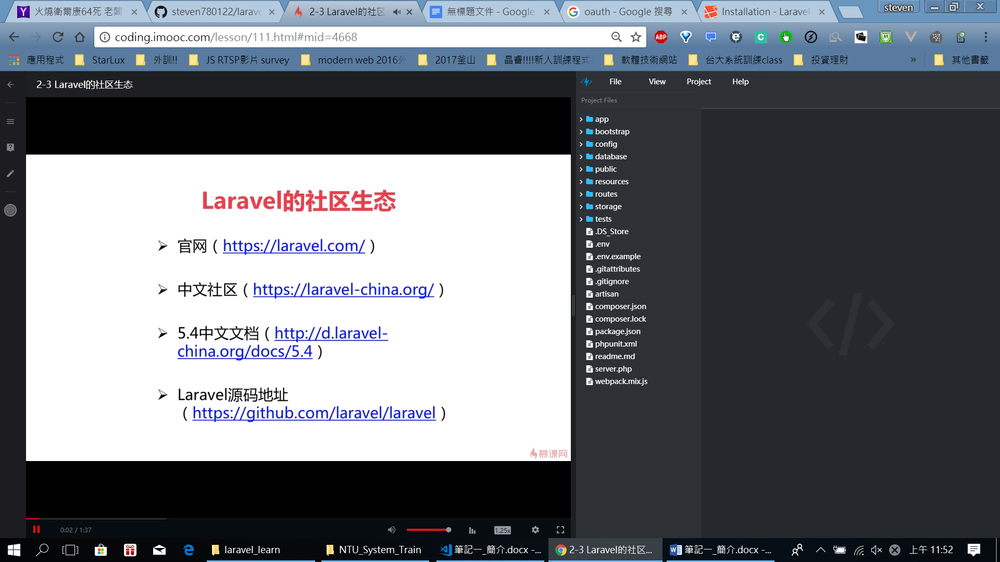 火燒衛爾康64死 老闆
steven780122/larave
2-3 Laravel的社区
無標題文件 - Google
oauth - Google 搜尋
Installation - Laravel
steven
coding.imooc.com/lesson/111.html#mid=4668
應用程式
StarLux
外訓!!
JS RTSP影片 survey
modern web 2016外
2017釜山
晶睿!!!!新人訓練程式
軟體技術網站
台大系統訓練class
投資理財
»
其他書籤
2-3 Laravel的社区生态
File View Project Help
Project Files
app
bootstrap
config
database
public
resources
routes
storage
tests
.DS_Store
.env
.env.example
.gitattributes
.gitignore
artisan
composer.json
composer.lock
package.json
phpunit.xml
readme.md
server.php
webpack.mix.js
Laravel的社区生态
官网（https://laravel.com/）
中文社区（https://laravel-china.org/）
5.4中文文档（http://d.laravel-
china.org/docs/5.4）
Laravel源码地址
（https://github.com/laravel/laravel）
慕课网
0:02 / 1:37
1.25x
laravel_learn
NTU_System_Train
筆記一_簡介.docx -...
2-3 Laravel的社区...
筆記一_簡介.docx -...
上午 11:52